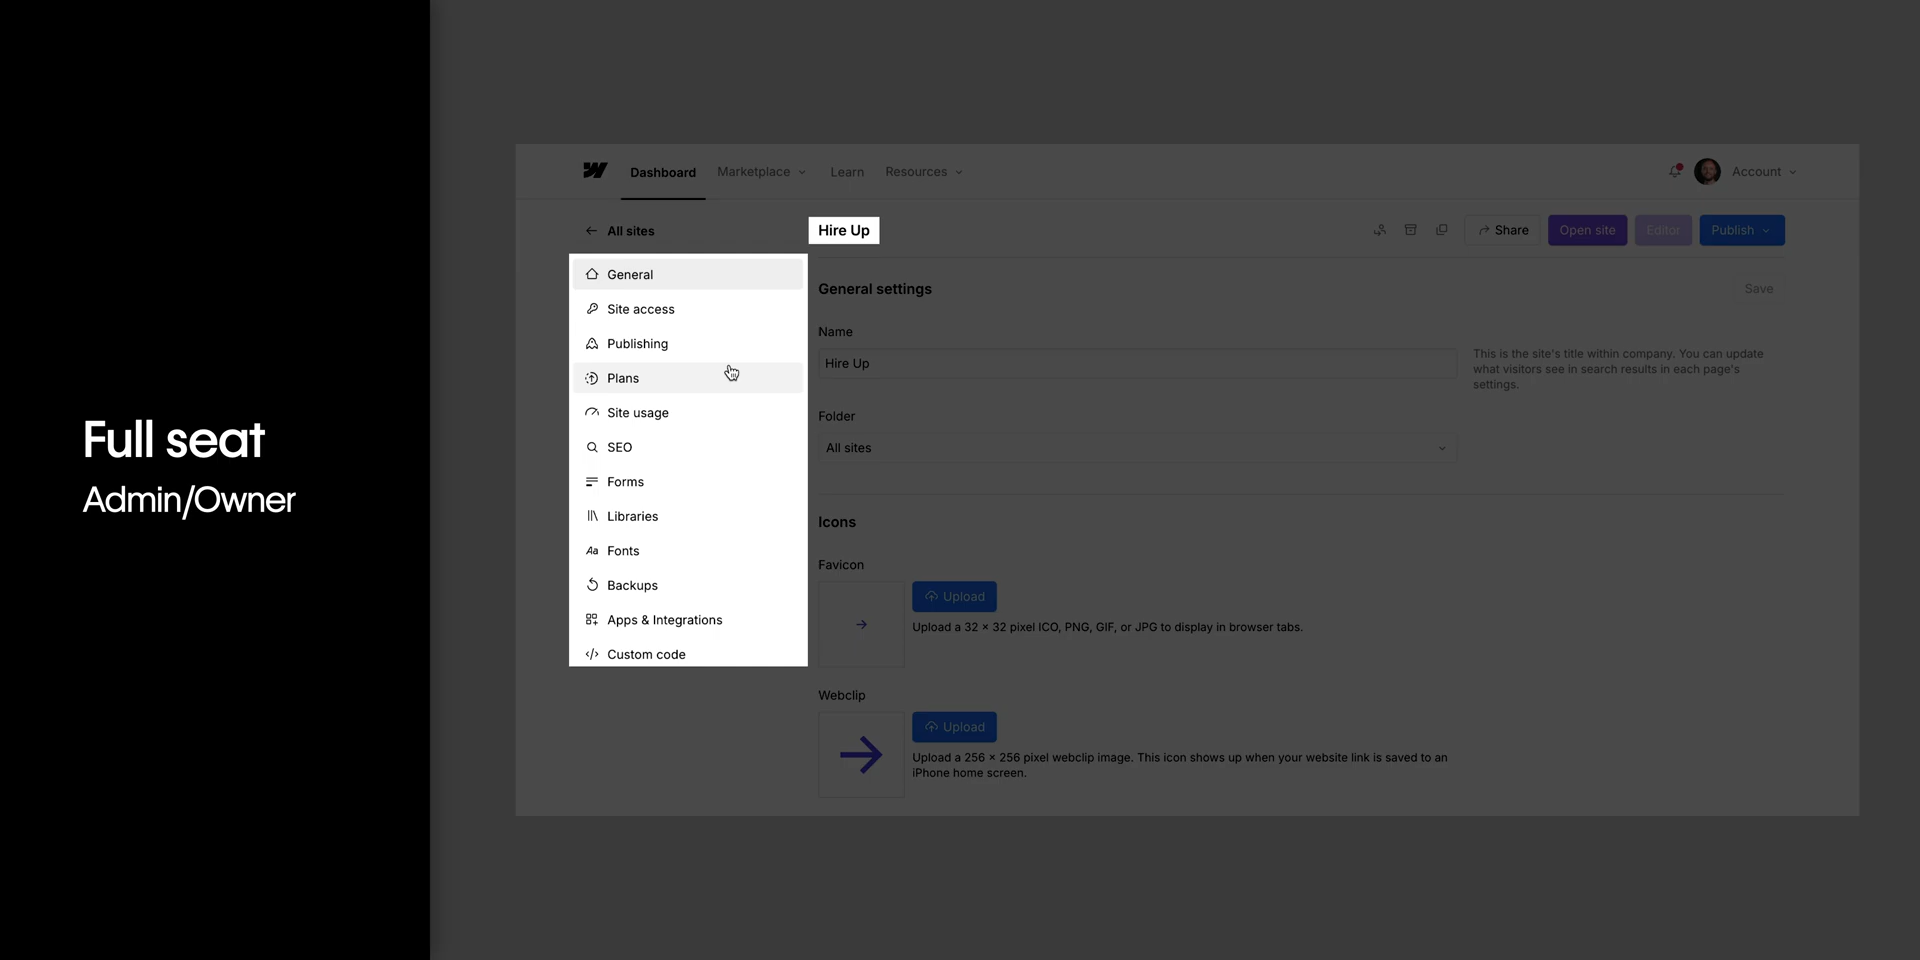 Full seat
Admin/Owner
Dashboard
Marketplace
Learn
Resources
Account
All sites
Hire Up
Share
Open site
Editor
Publish
General
Site access
Publishing
Plans
Site usage
SEO
Forms
Libraries
Aa Fonts
Backups
Apps & Integrations
</> Custom code
General settings
Save
Name
Hire Up
This is the site's title within company. You can update
what visitors see in search results in each page's
settings.
Folder
All sites
Icons
Favicon
Upload
Upload a 32 × 32 pixel ICO, PNG, GIF, or JPG to display in browser tabs.
Webclip
Upload
Upload a 256 × 256 pixel webclip image. This icon shows up when your website link is saved to an
iPhone home screen.